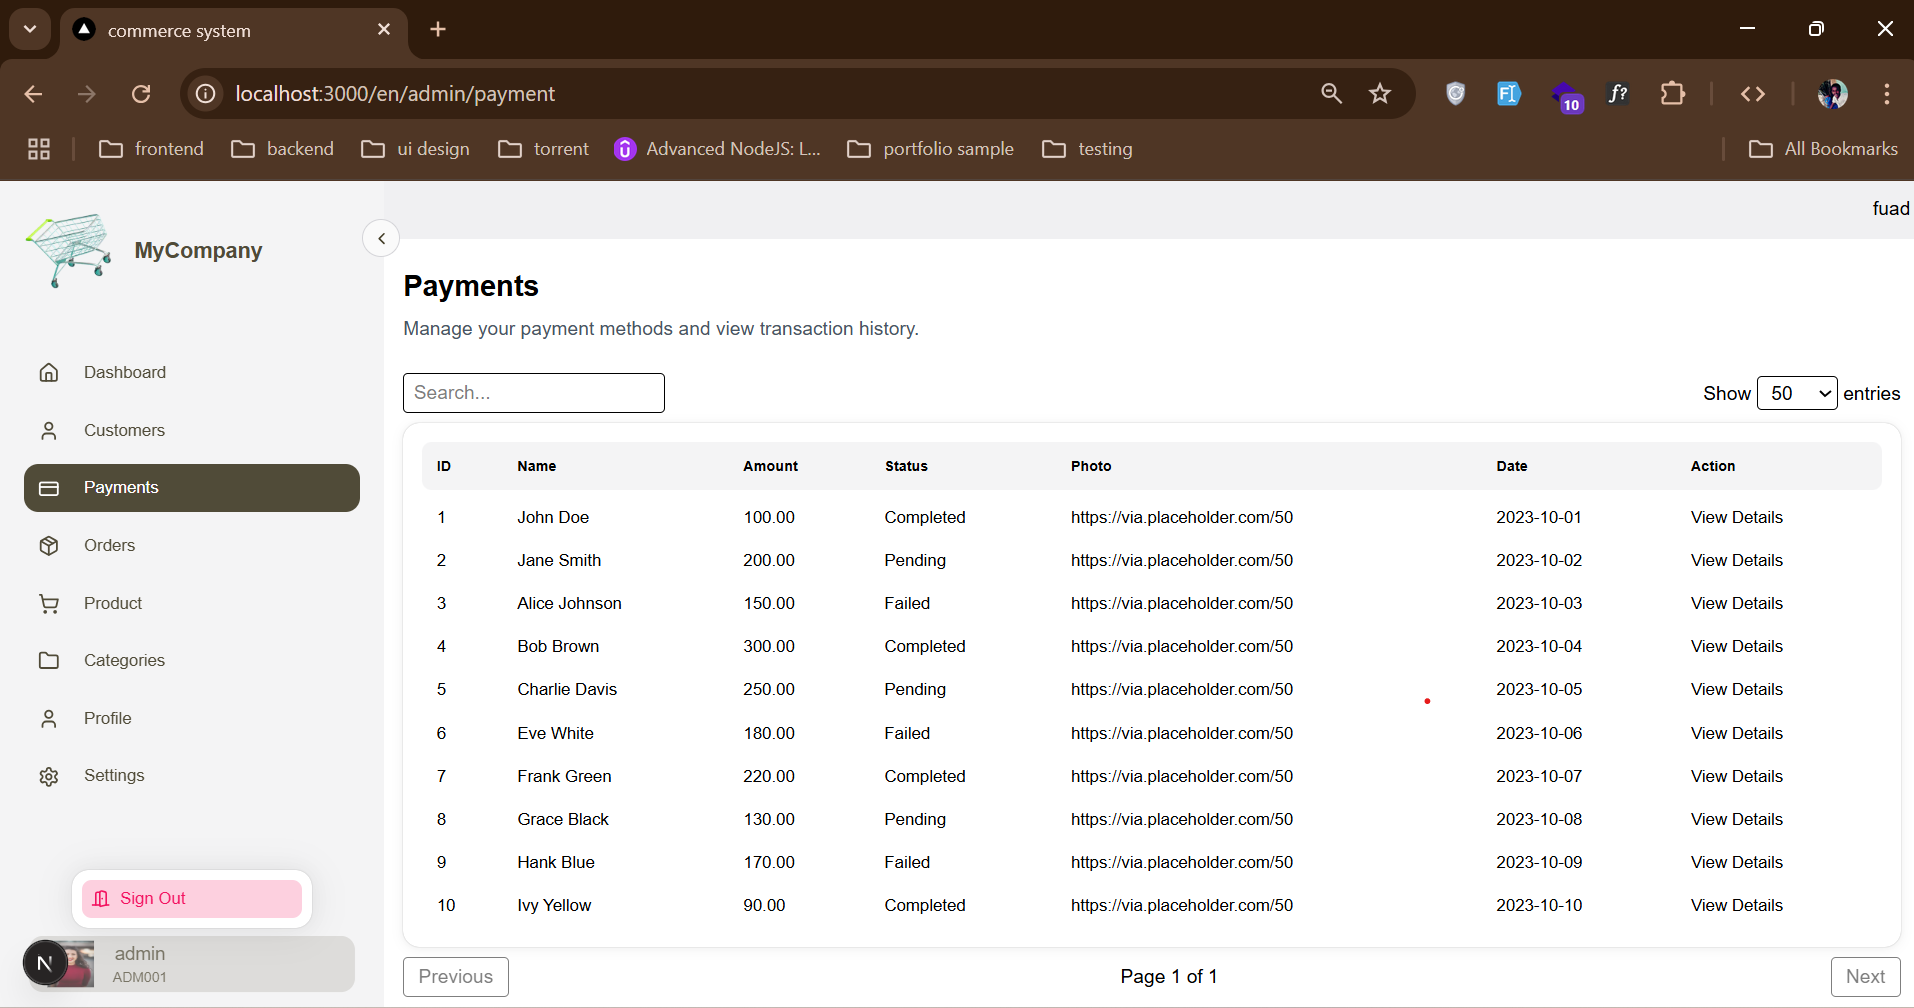 commerce system
localhost:3000/en/admin/payment
10
f?
frontend
backend
ui design
torrent
Advanced NodeJS: L...
portfolio sample
testing
All Bookmarks
fuad
MyCompany
Payments
Manage your payment methods and view transaction history.
Dashboard
Customers
Payments
Orders
Product
Categories
Profile
Settings
Sign Out
N
admin
ADM001
Search...
Show 50 entries
ID Name Amount Status Photo Date Action
1 John Doe 100.00 Completed https://via.placeholder.com/50 2023-10-01 View Details
2 Jane Smith 200.00 Pending https://via.placeholder.com/50 2023-10-02 View Details
3 Alice Johnson 150.00 Failed https://via.placeholder.com/50 2023-10-03 View Details
4 Bob Brown 300.00 Completed https://via.placeholder.com/50 2023-10-04 View Details
5 Charlie Davis 250.00 Pending https://via.placeholder.com/50 2023-10-05 View Details
6 Eve White 180.00 Failed https://via.placeholder.com/50 2023-10-06 View Details
7 Frank Green 220.00 Completed https://via.placeholder.com/50 2023-10-07 View Details
8 Grace Black 130.00 Pending https://via.placeholder.com/50 2023-10-08 View Details
9 Hank Blue 170.00 Failed https://via.placeholder.com/50 2023-10-09 View Details
10 Ivy Yellow 90.00 Completed https://via.placeholder.com/50 2023-10-10 View Details
Previous
Page 1 of 1
Next